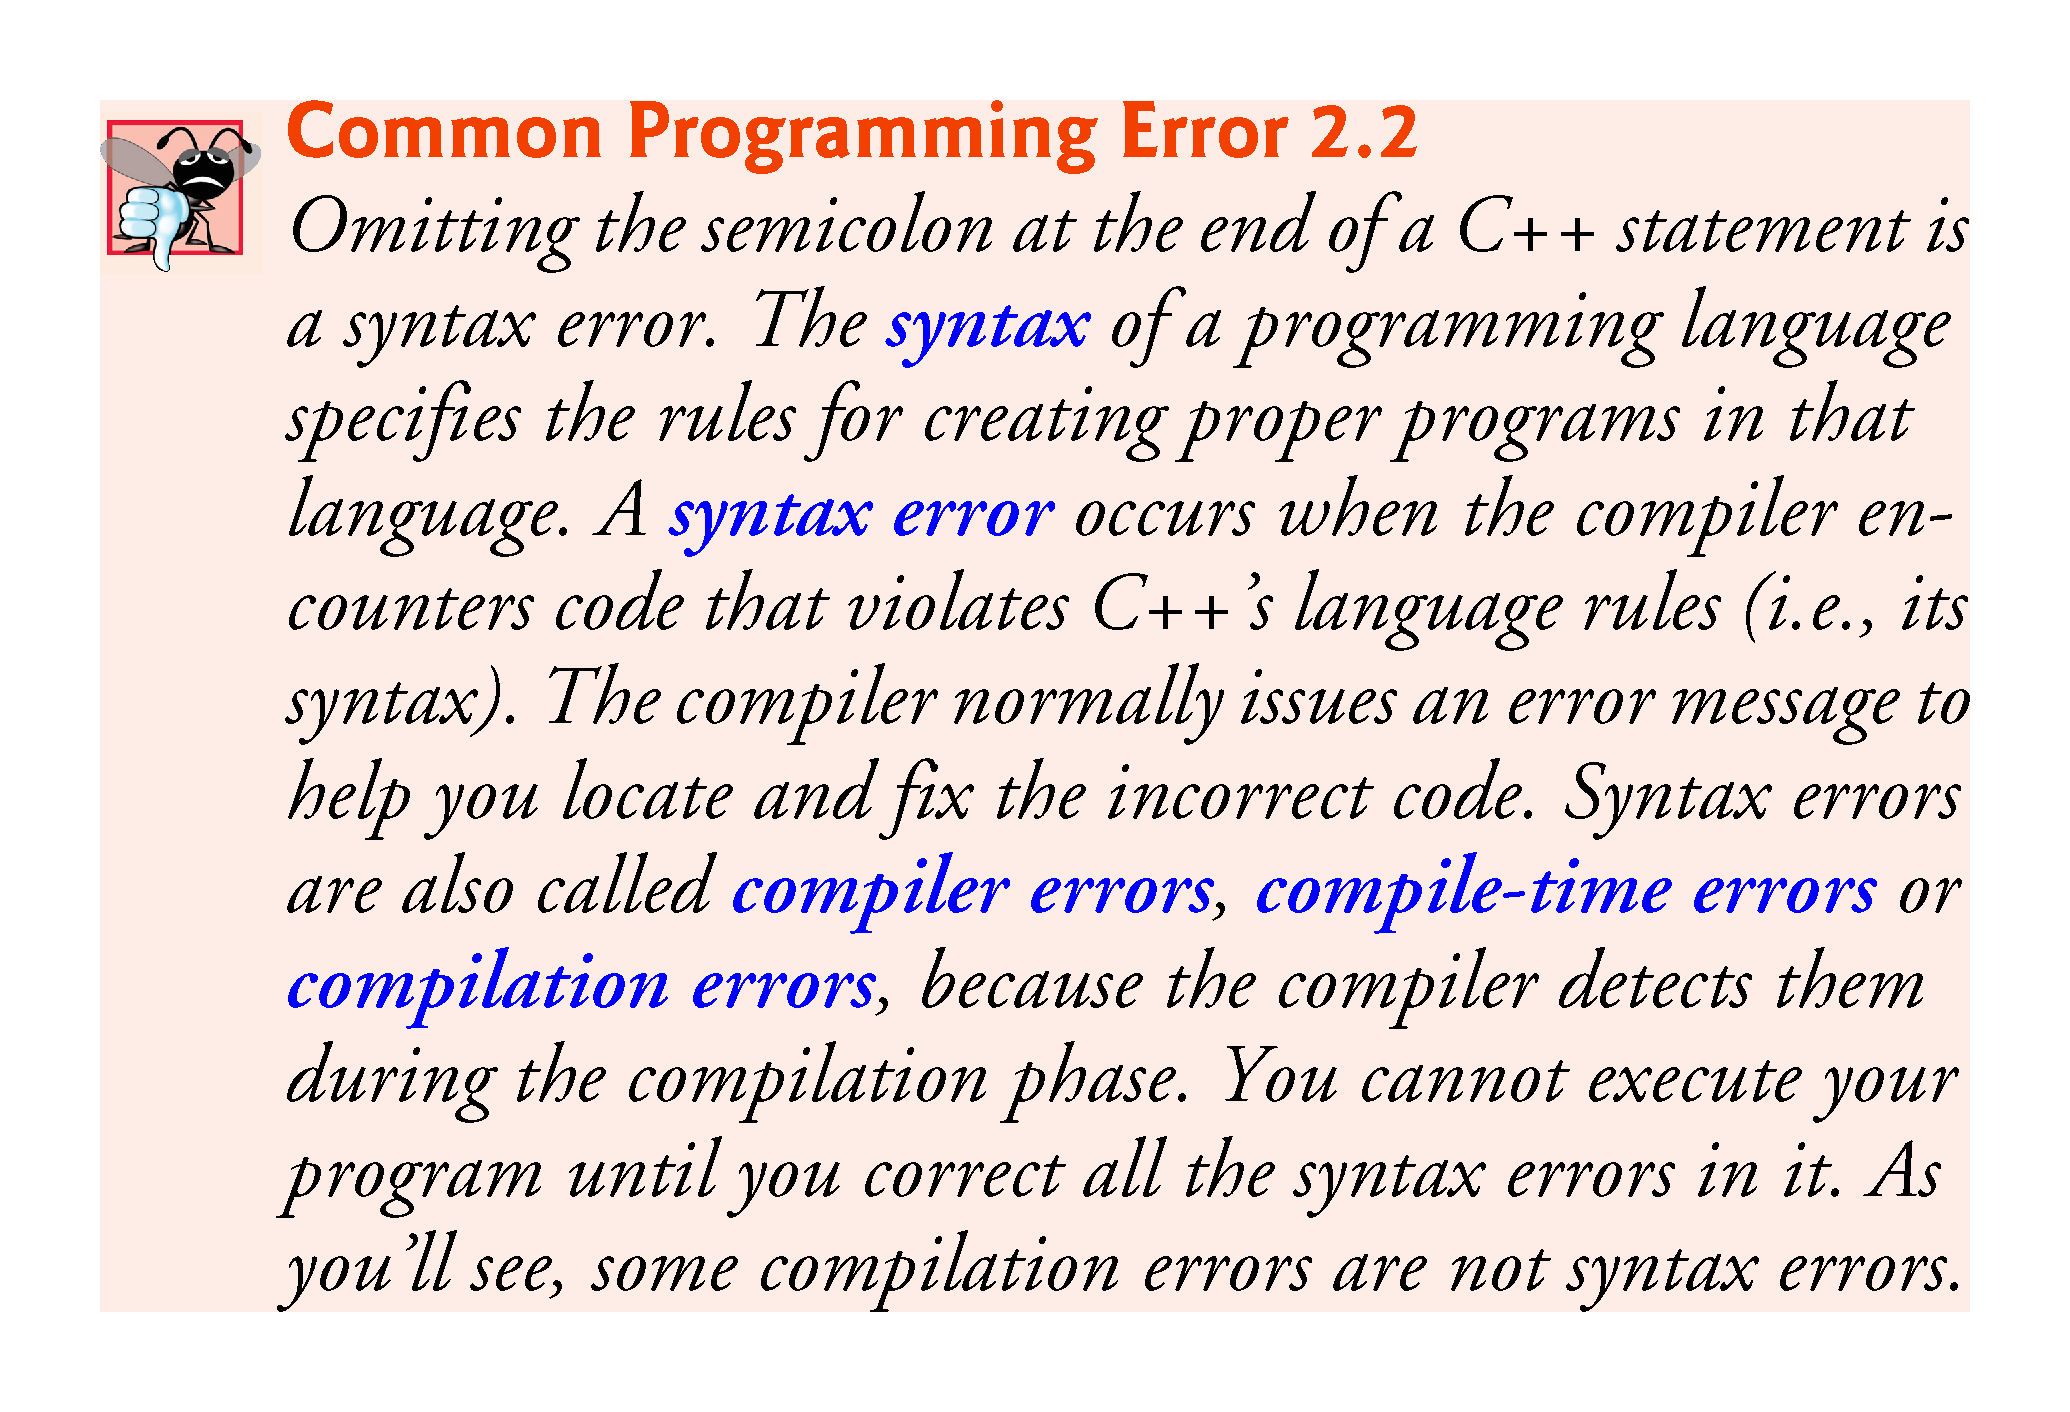 Common Programming Error 2.2
Omitting the semicolon at the end of a C++ statement is
a syntax error. The syntax of a programming language
specifies the rules for creating proper programs in that
language. A syntax error occurs when the compiler en-
counters code that violates C++’s language rules (i.e., its
syntax). The compiler normally issues an error message to
help you locate and fix the incorrect code. Syntax errors
are also called compiler errors, compile-time errors or
compilation errors, because the compiler detects them
during the compilation phase. You cannot execute your
program until you correct all the syntax errors in it. As
you’ll see, some compilation errors are not syntax errors.